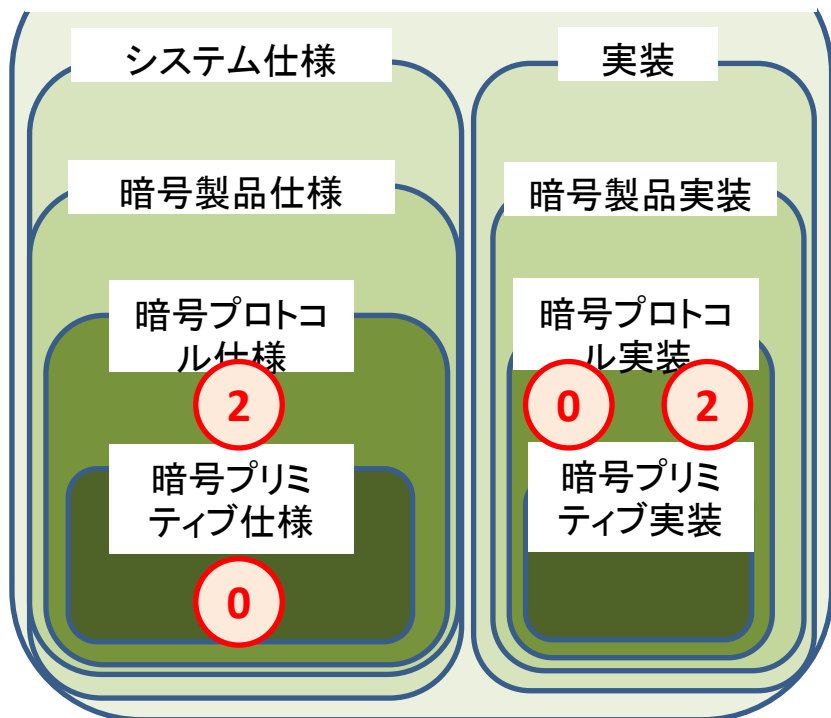 システム仕様
実装
暗号製品仕様
暗号製品実装
暗号プロトコ
ル仕様
暗号プロトコ
ル実装
2
0
2
暗号プリミ
ティブ仕様
暗号プリミ
ティブ実装
0